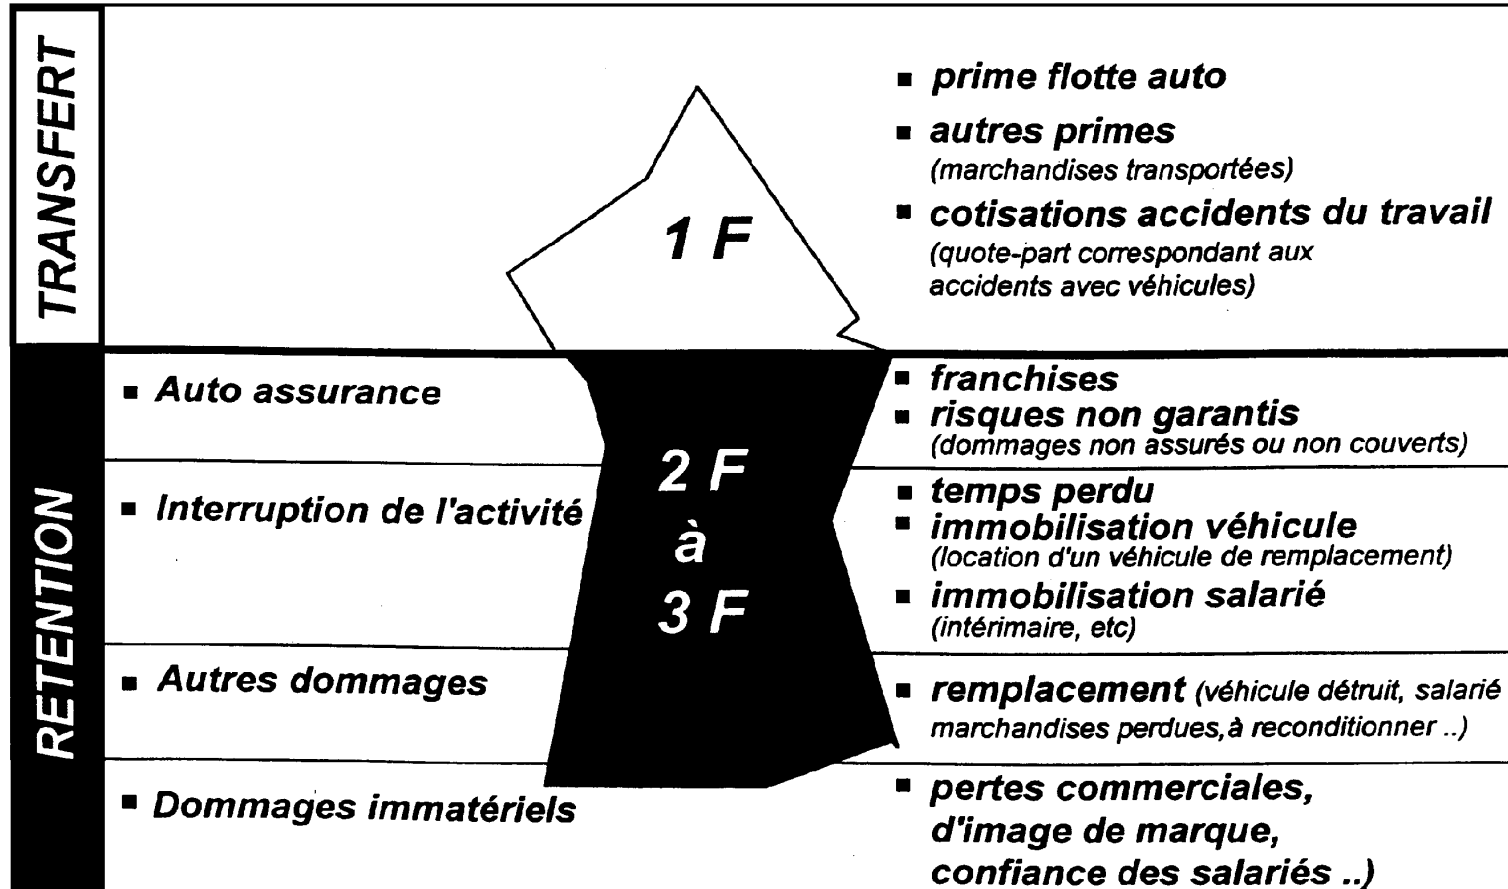 TRANSFERT
▪ prime flotte auto
▪ autres primes
(marchandises transportées)
▪ cotisations accidents du travail
(quote-part correspondant aux
accidents avec véhicules)
1 F
RETENTION
▪ Auto assurance
▪ franchises
▪ risques non garantis
(dommages non assurés ou non couverts)
2 F
à
3 F
▪ Interruption de l'activité
▪ temps perdu
▪ immobilisation véhicule
(location d'un véhicule de remplacement)
▪ immobilisation salarié
(intérimaire, etc)
▪ Autres dommages
▪ remplacement (véhicule détruit, salarié
marchandises perdues,à reconditionner ..)
▪ Dommages immatériels
▪ pertes commerciales,
d'image de marque,
confiance des salariés ..)